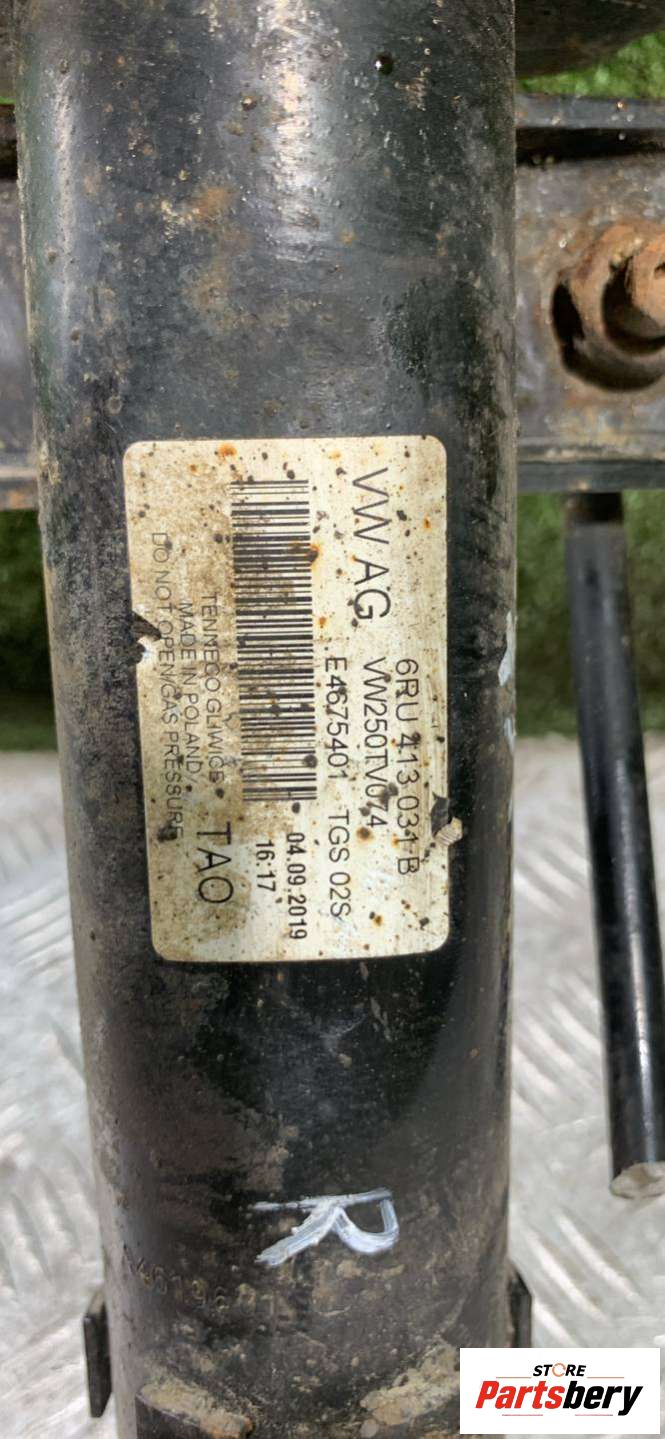 6RU 413 031 B
VW AG VW250TV074
E4675401 TGS 02S
04.09.2019
16:17
TENNECO GLIWICE
MADE IN POLAND/ TAO
DO NOT OPEN/GAS PRESSURE
R
STORE
Partsbery